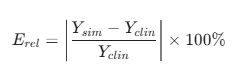 E_{rel} = \left| \frac{Y_{sim} - Y_{clin}}{Y_{clin}} \right| \times 100\%